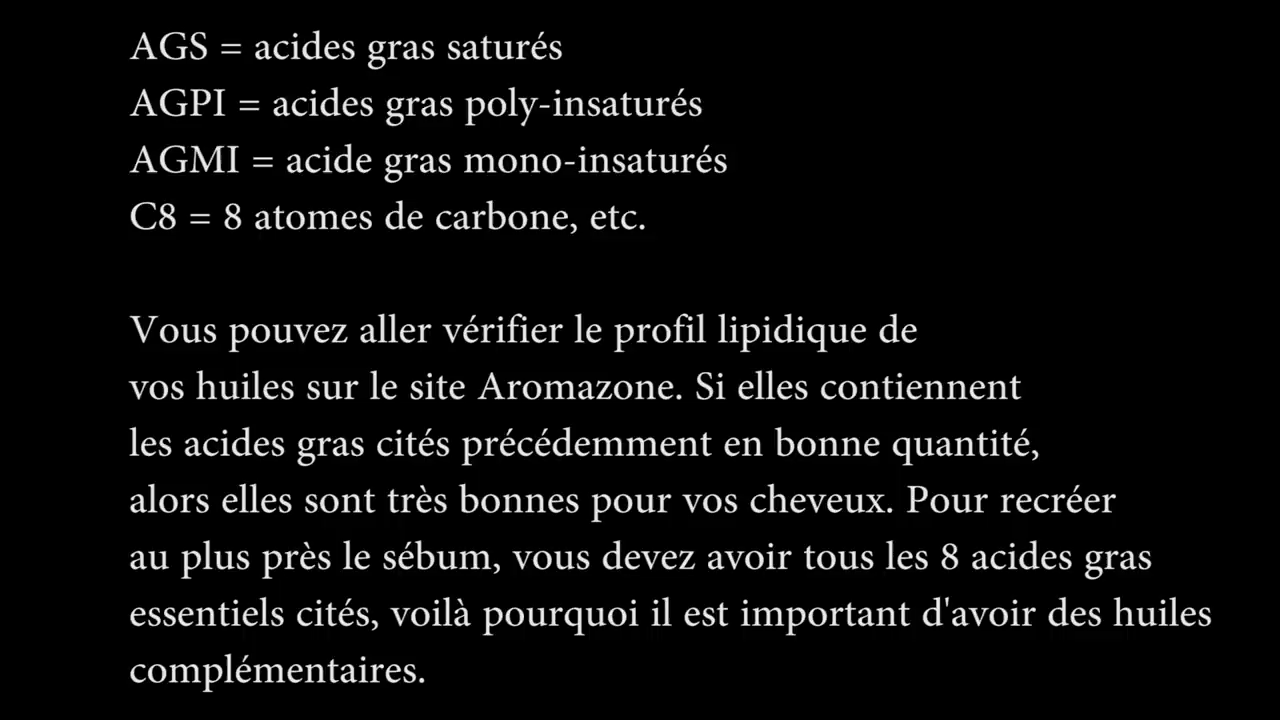 AGS = acides gras saturés
AGPI = acides gras poly-insaturés
AGMI = acide gras mono-insaturés
C8 = 8 atomes de carbone, etc.
Vous pouvez aller vérifier le profil lipidique de
vos huiles sur le site Aromazone. Si elles contiennent
les acides gras cités précédemment en bonne quantité,
alors elles sont très bonnes pour vos cheveux. Pour recréer
au plus près le sébum, vous devez avoir tous les 8 acides gras
essentiels cités, voilà pourquoi il est important d'avoir des huiles
complémentaires.